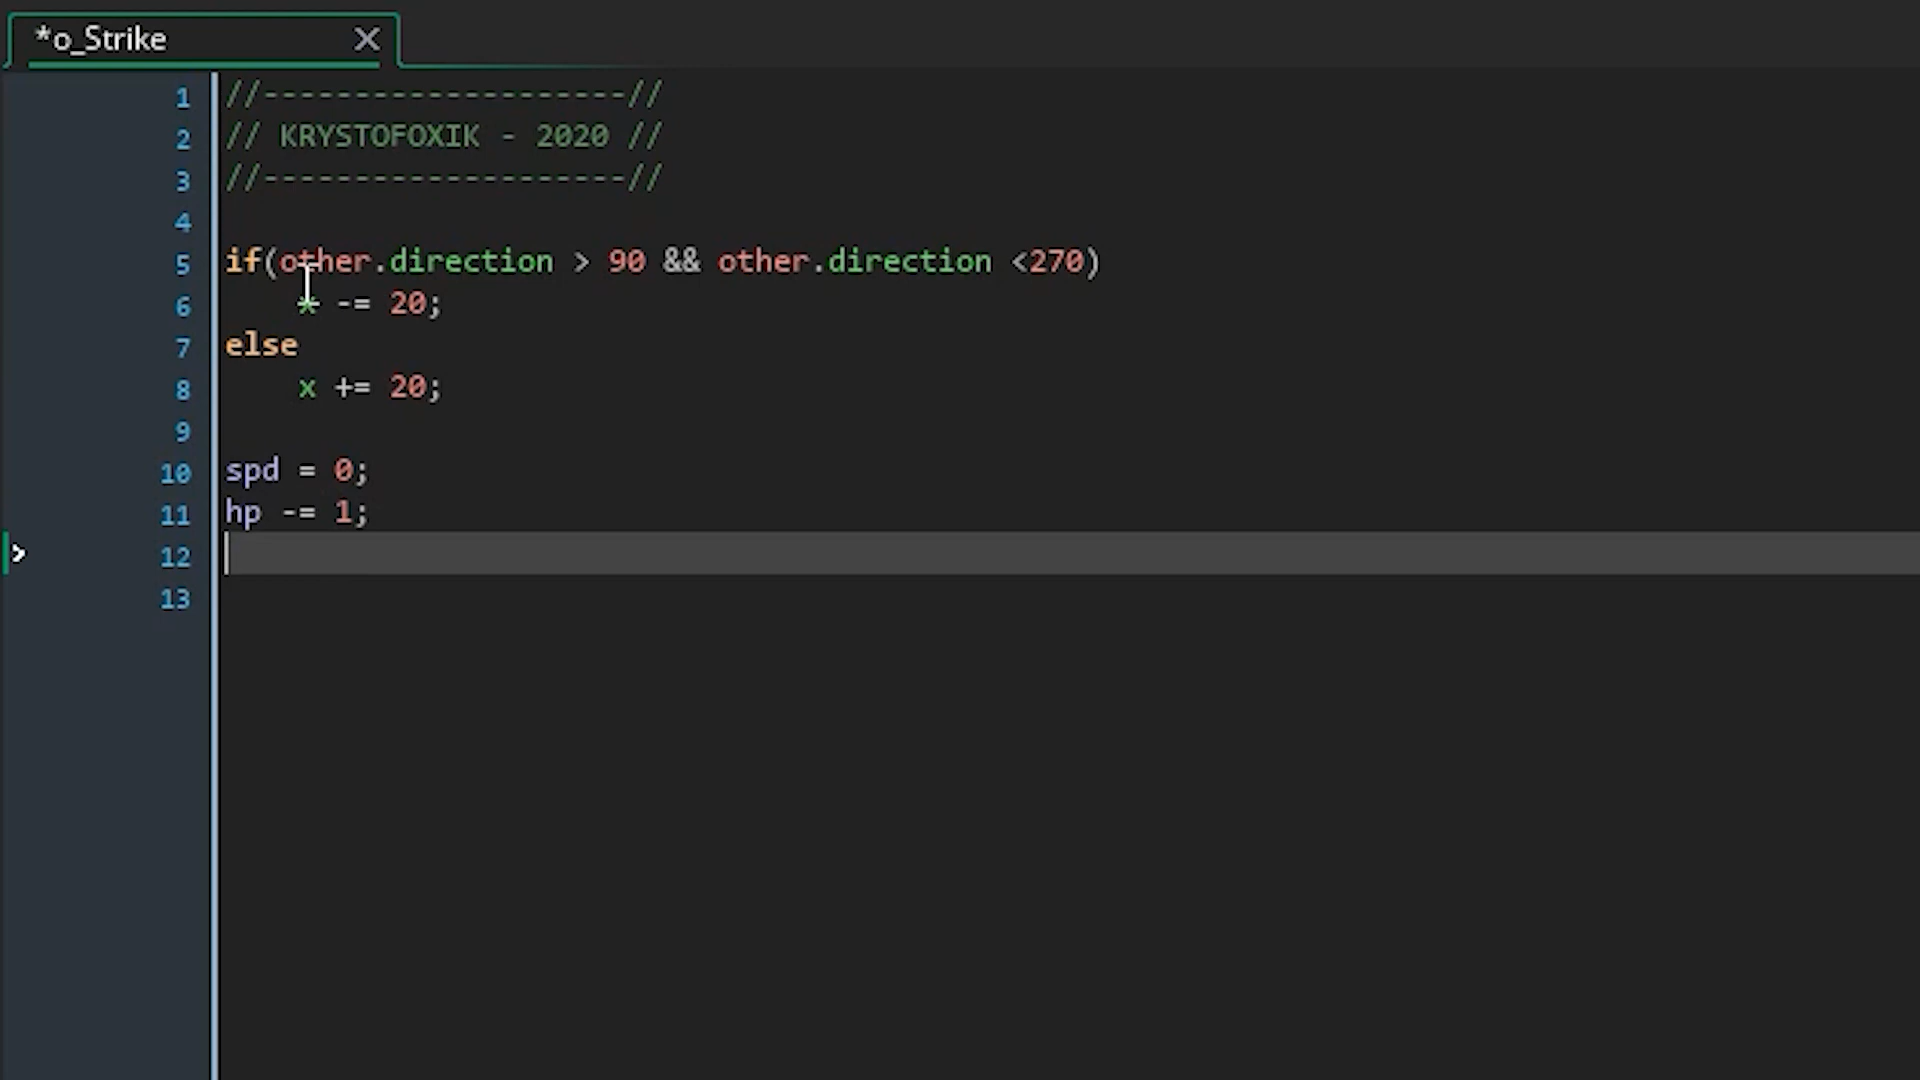 *o_Strike
1 //--------------------//
2 // KRYSTOFOXIK - 2020 //
3 //--------------------//
4
5 if(other.direction > 90 && other.direction <270)
6 x -= 20;
7 else
8 x += 20;
9
10 spd = 0;
11 hp -= 1;
12
13